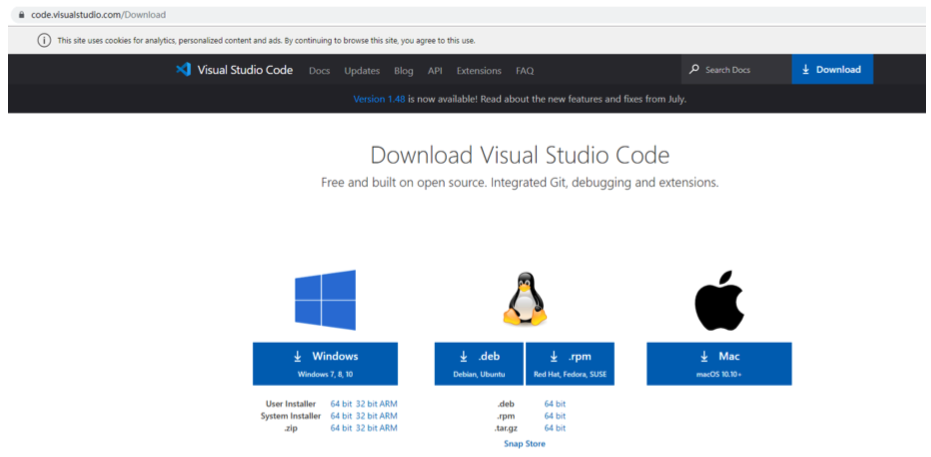 code.visualstudio.com/Download
This site uses cookies for analytics, personalized content and ads. By continuing to browse this site, you agree to this use.
Visual Studio Code Docs Updates Blog API Extensions FAQ Search Docs Download
Version 1.48 is now available! Read about the new features and fixes from July.
Download Visual Studio Code
Free and built on open source. Integrated Git, debugging and extensions.
Windows
Windows 7, 8, 10
.deb
Debian, Ubuntu
.rpm
Red Hat, Fedora, SUSE
Mac
macOS 10.10+
User Installer 64 bit 32 bit ARM
System Installer 64 bit 32 bit ARM
.zip 64 bit 32 bit ARM
.deb 64 bit
.rpm 64 bit
.tar.gz 64 bit
Snap Store